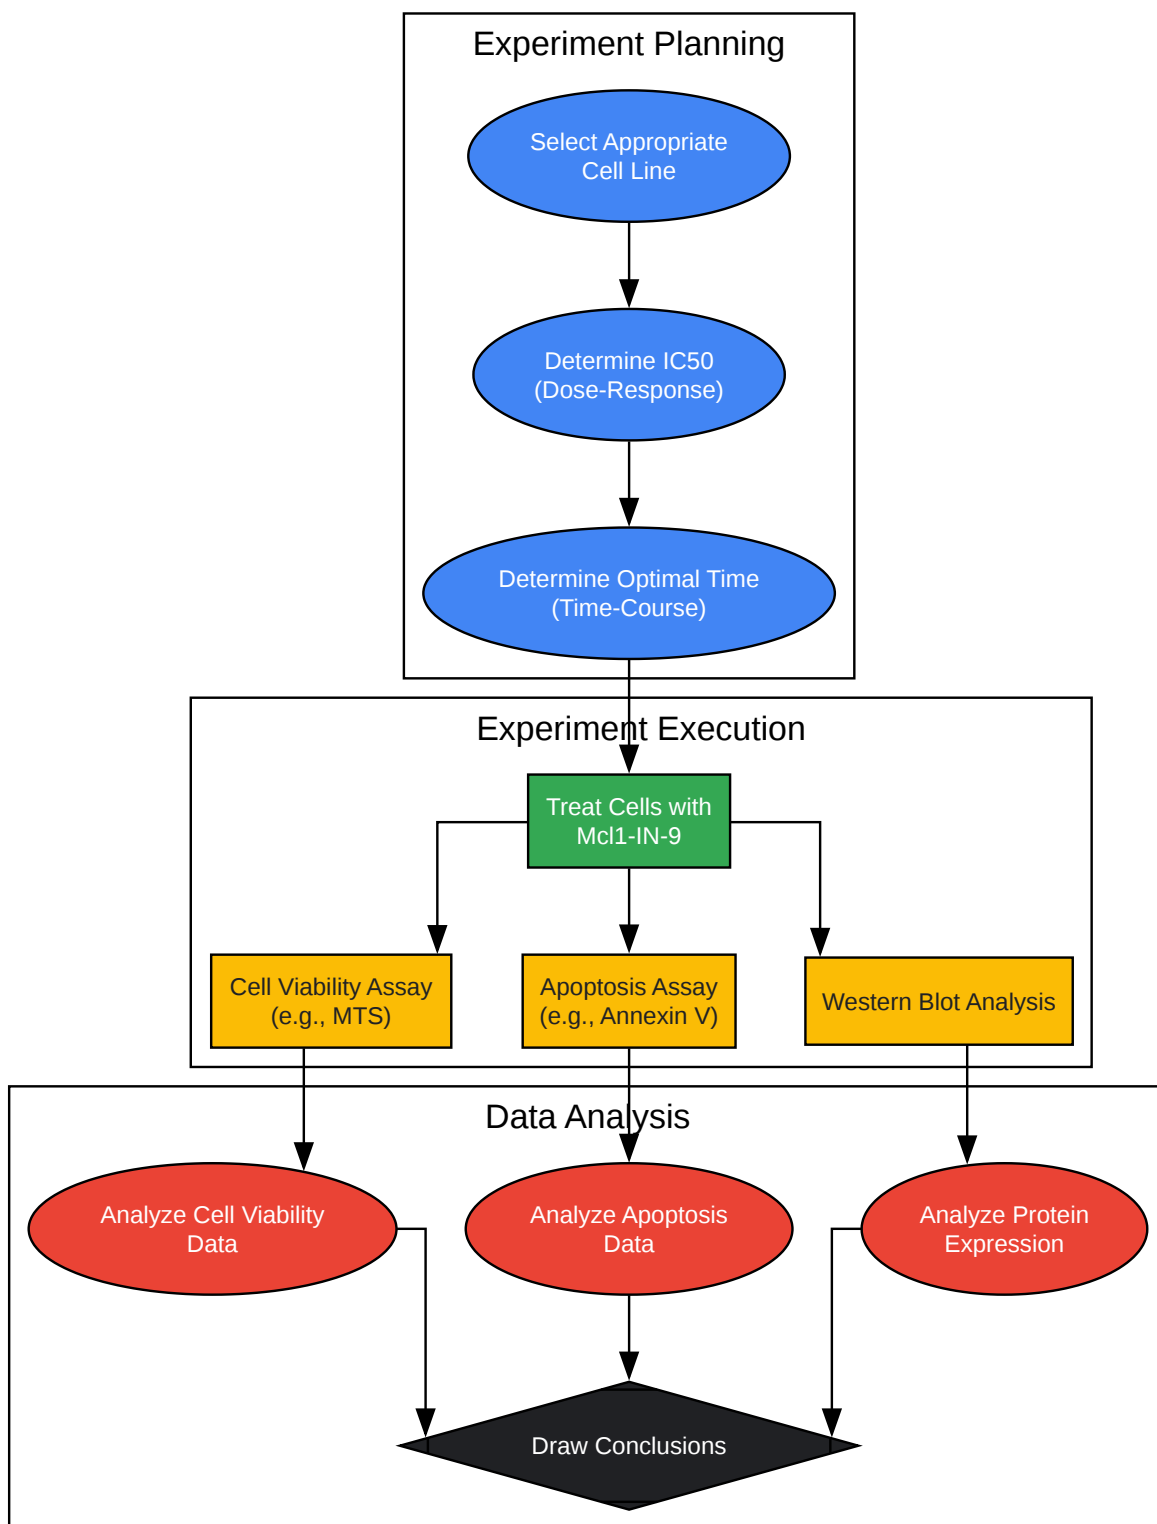 Experiment Planning
Select Appropriate
Cell Line
Determine IC50
(Dose-Response)
Determine Optimal Time
(Time-Course)
Experiment Execution
Treat Cells with
Mcl1-IN-9
Cell Viability Assay
(e.g., MTS)
Apoptosis Assay
(e.g., Annexin V)
Western Blot Analysis
Data Analysis
Analyze Cell Viability
Data
Analyze Apoptosis
Data
Analyze Protein
Expression
Draw Conclusions